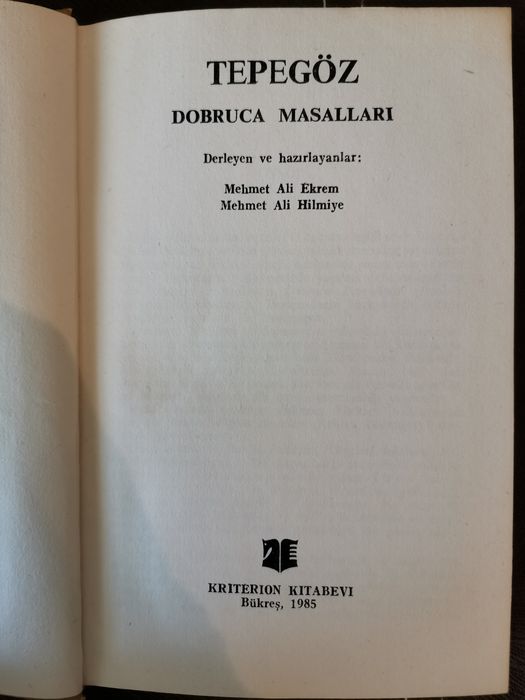 TEPEGÖZ
DOBRUCA MASALLARI
Derleyen ve hazırlayanlar:
Mehmet Ali Ekrem
Mehmet Ali Hilmiye
KRITERION KITABEVI
Bükreş, 1985